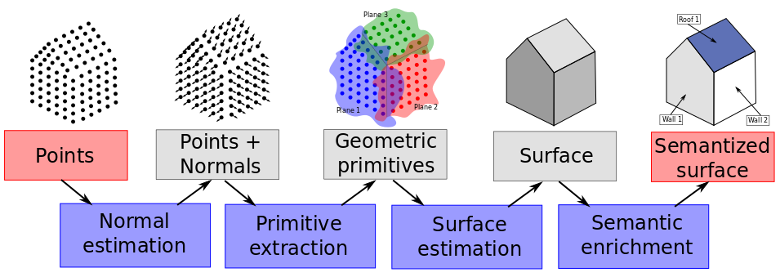 Plane 3
Plane 1
Plane 2
Roof 1
Wall 1
Wall 2
Points
Points +
Normals
Geometric
primitives
Surface
Semantized
surface
Normal
estimation
Primitive
extraction
Surface
estimation
Semantic
enrichment